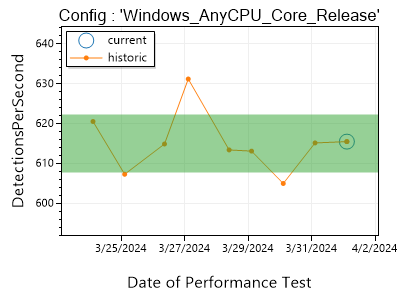 Config : 'Windows_AnyCPU_Core_Release'
current
historic
DetectionsPerSecond
640
630
620
610
600
3/25/2024
3/27/2024
3/29/2024
3/31/2024
4/2/2024
Date of Performance Test